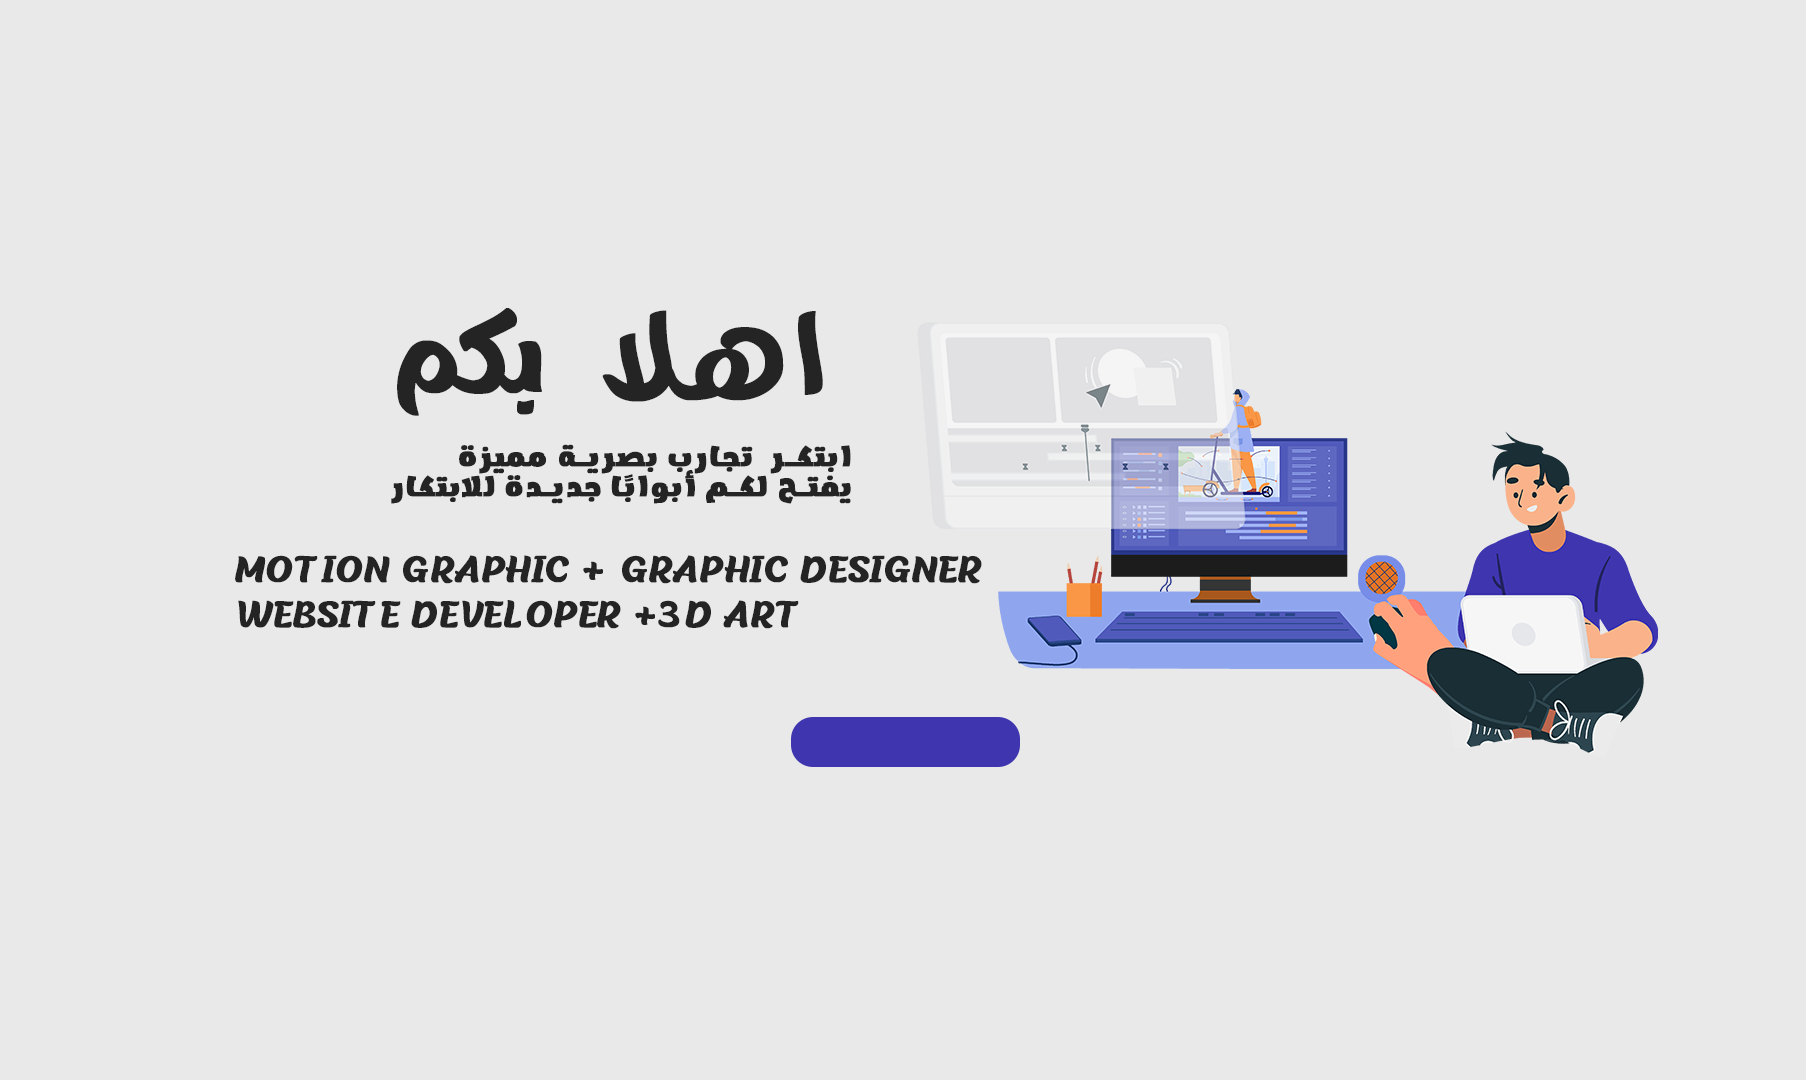 اهلا بكم
ابتكر تجارب بصرية مميزة
يفتح لكم أبوابًا جديدة للابتكار
MOTION GRAPHIC + GRAPHIC DESIGNER
WEBSITE DEVELOPER +3D ART